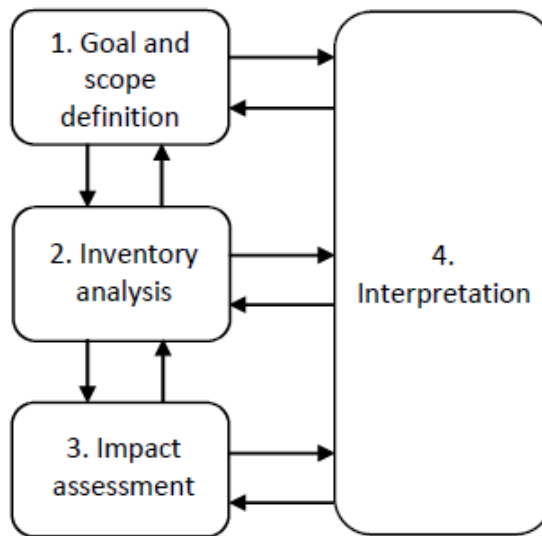 1. Goal and
scope
definition
2. Inventory
analysis
3. Impact
assessment
4.
Interpretation